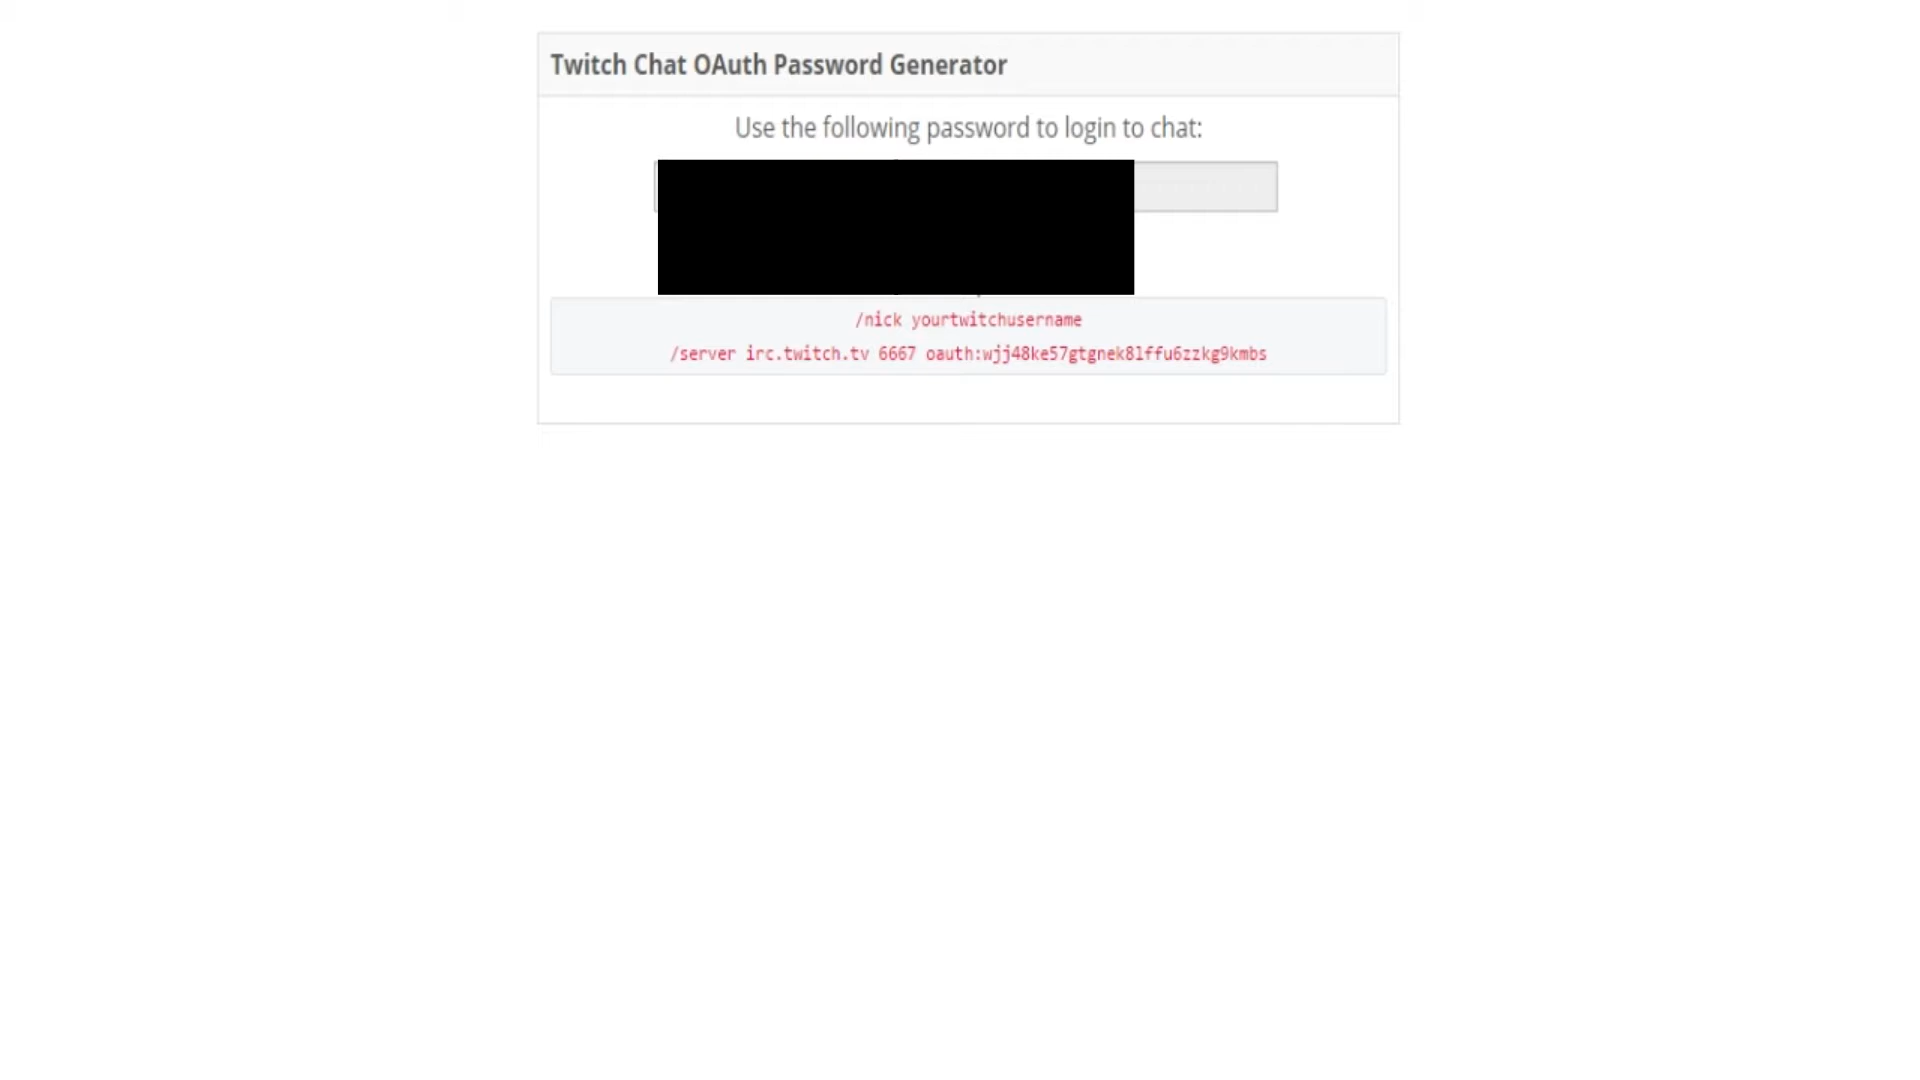 Twitch Chat OAuth Password Generator
Use the following password to login to chat:
/nick yourtwitchusername
/server irc.twitch.tv 6667 oauth:wjj48ke57gtgnek8lffu6zzkg9kmbs